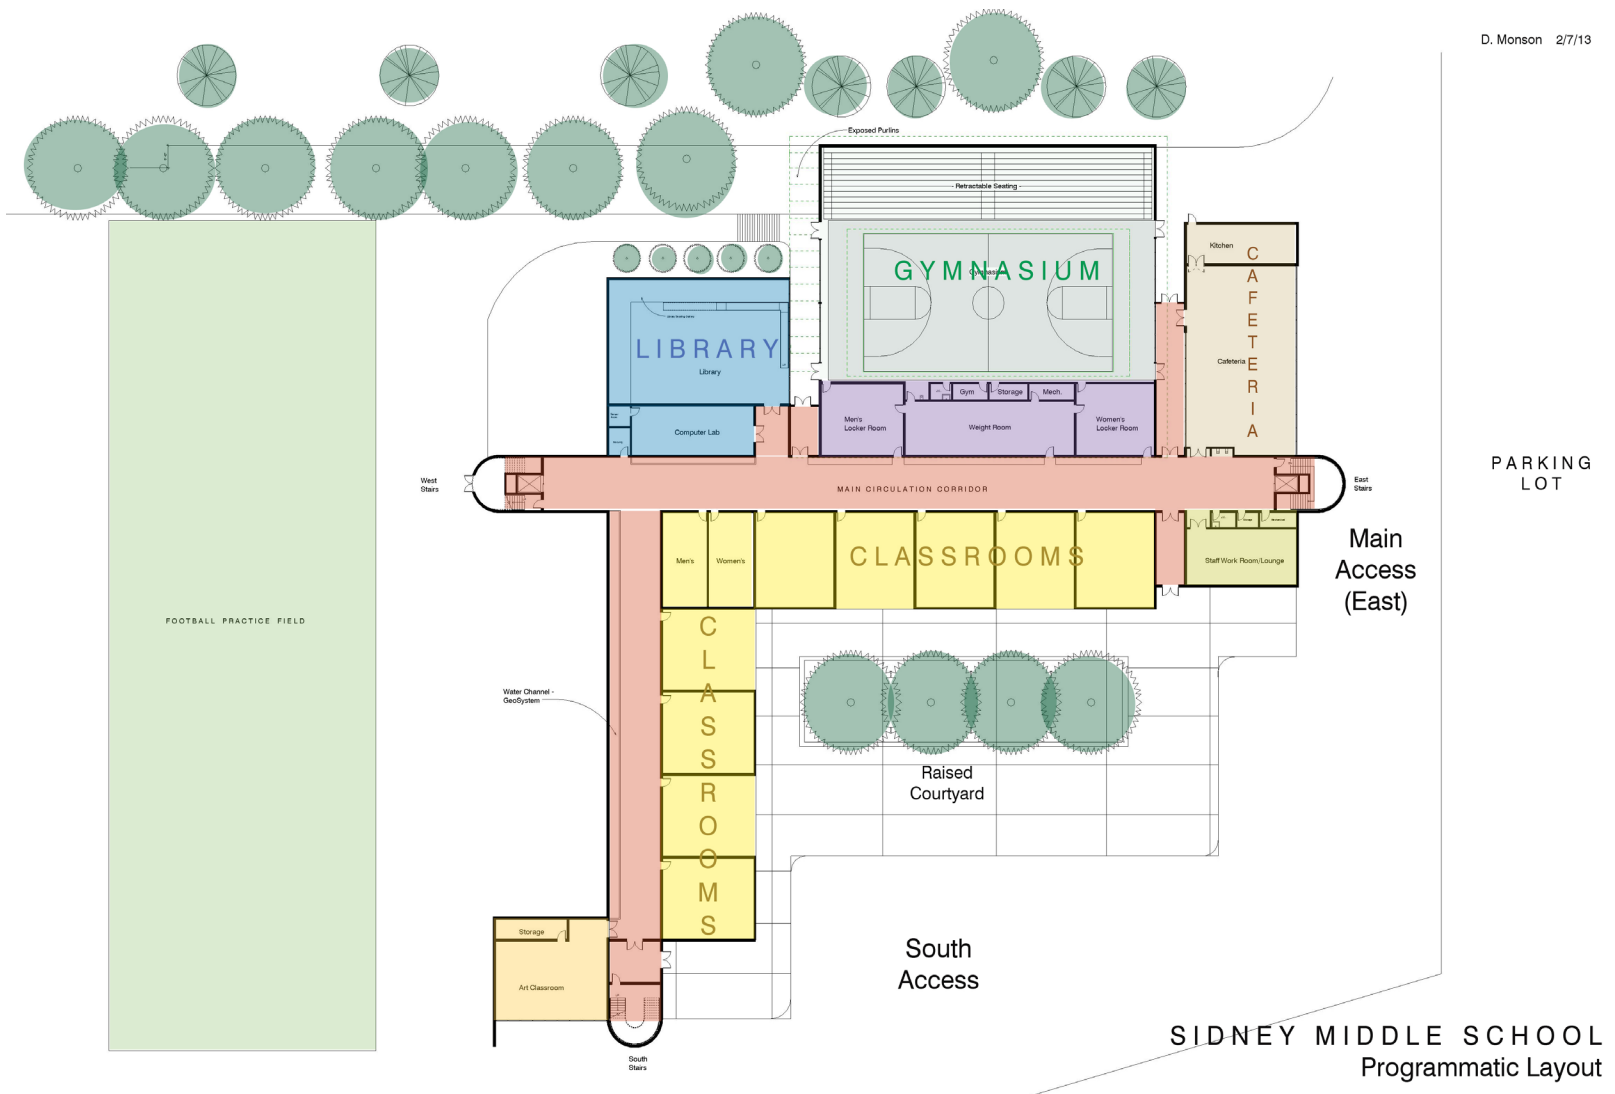 D. Monson 2/7/13
Exposed Purlins
- Retractable Seating -
Kitchen
GYMNASIUM
CAFETERIA
LIBRARY
Library
Cafeteria
Gym
Storage
Mech.
Men's
Locker Room
Weight Room
Women's
Locker Room
Computer Lab
West
Stairs
MAIN CIRCULATION CORRIDOR
East
Stairs
PARKING
LOT
Main
Access
(East)
Men's
Women's
CLASSROOMS
Staff Work Room/Lounge
FOOTBALL PRACTICE FIELD
CLASSROOMS
Water Channel -
GeoSystem
Raised
Courtyard
Storage
Art Classroom
South
Access
South
Stairs
SIDNEY MIDDLE SCHOOL
Programmatic Layout